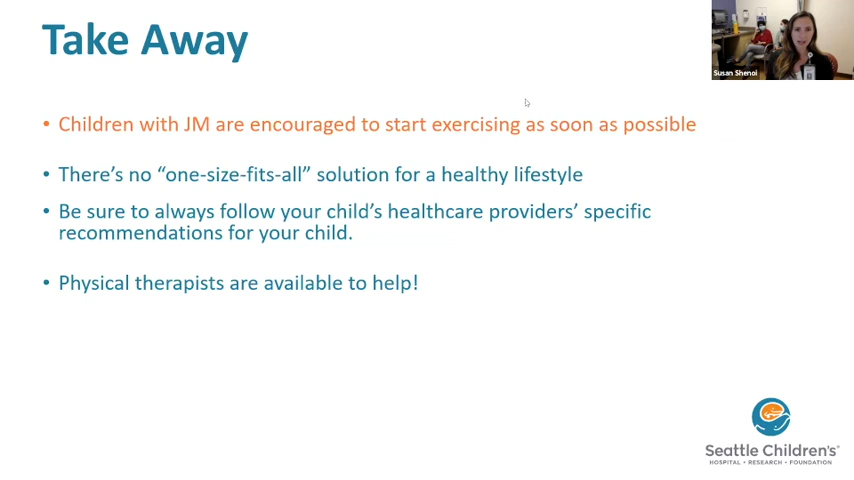 Take Away
Susan Shenoi
• Children with JM are encouraged to start exercising as soon as possible
• There's no “one-size-fits-all” solution for a healthy lifestyle
• Be sure to always follow your child's healthcare providers' specific
recommendations for your child.
• Physical therapists are available to help!
Seattle Children's®
HOSPITAL • RESEARCH • FOUNDATION